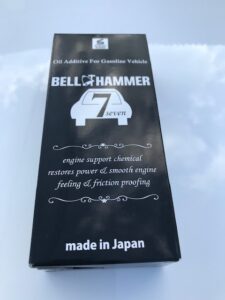 Oil Additive For Gasoline Vehicle
BELL HAMMER
7
seven
engine support chemical
restores power & smooth engine
feeling & friction proofing
made in Japan